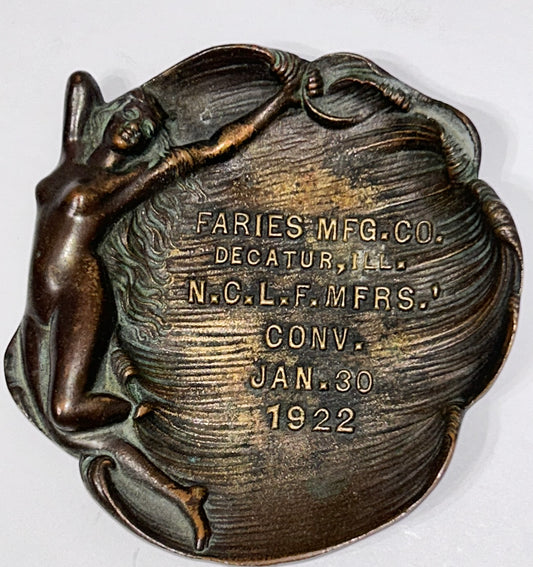 FARIES MFG.CO.
DECATUR, ILL.
N.C.L.F.MFRS.'
CONV.
JAN.30
1922